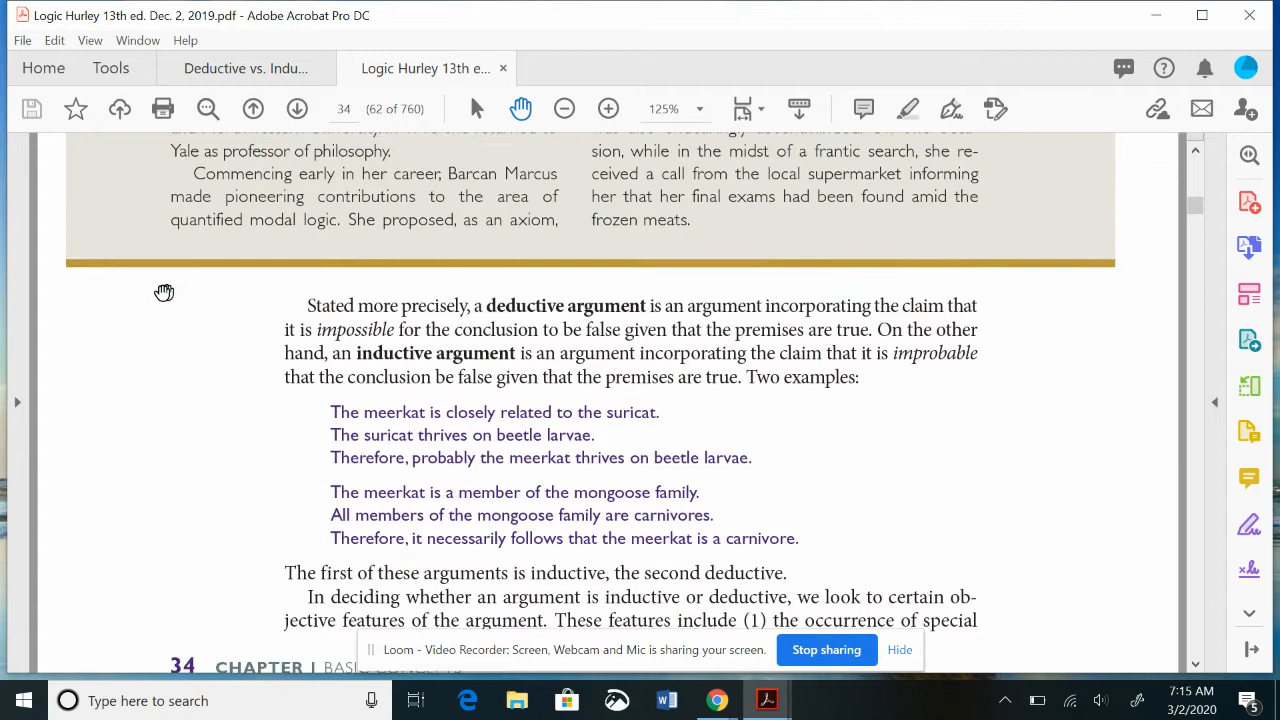 Logic Hurley 13th ed. Dec. 2, 2019.pdf - Adobe Acrobat Pro DC
File Edit View Window Help
Home Tools Deductive vs. Indu... Logic Hurley 13th e... ×
34 (62 of 760) 125%
Yale as professor of philosophy.
Commencing early in her career, Barcan Marcus
made pioneering contributions to the area of
quantified modal logic. She proposed, as an axiom,
sion, while in the midst of a frantic search, she re-
ceived a call from the local supermarket informing
her that her final exams had been found amid the
frozen meats.
Stated more precisely, a deductive argument is an argument incorporating the claim that
it is impossible for the conclusion to be false given that the premises are true. On the other
hand, an inductive argument is an argument incorporating the claim that it is improbable
that the conclusion be false given that the premises are true. Two examples:
The meerkat is closely related to the suricat.
The suricat thrives on beetle larvae.
Therefore, probably the meerkat thrives on beetle larvae.
The meerkat is a member of the mongoose family.
All members of the mongoose family are carnivores.
Therefore, it necessarily follows that the meerkat is a carnivore.
The first of these arguments is inductive, the second deductive.
In deciding whether an argument is inductive or deductive, we look to certain ob-
jective features of the argument. These features include (1) the occurrence of special
Loom - Video Recorder: Screen, Webcam and Mic is sharing your screen. Stop sharing Hide
34 CHAPTER 1 BASIC CONCEPTS
Type here to search
7:15 AM
3/2/2020
5